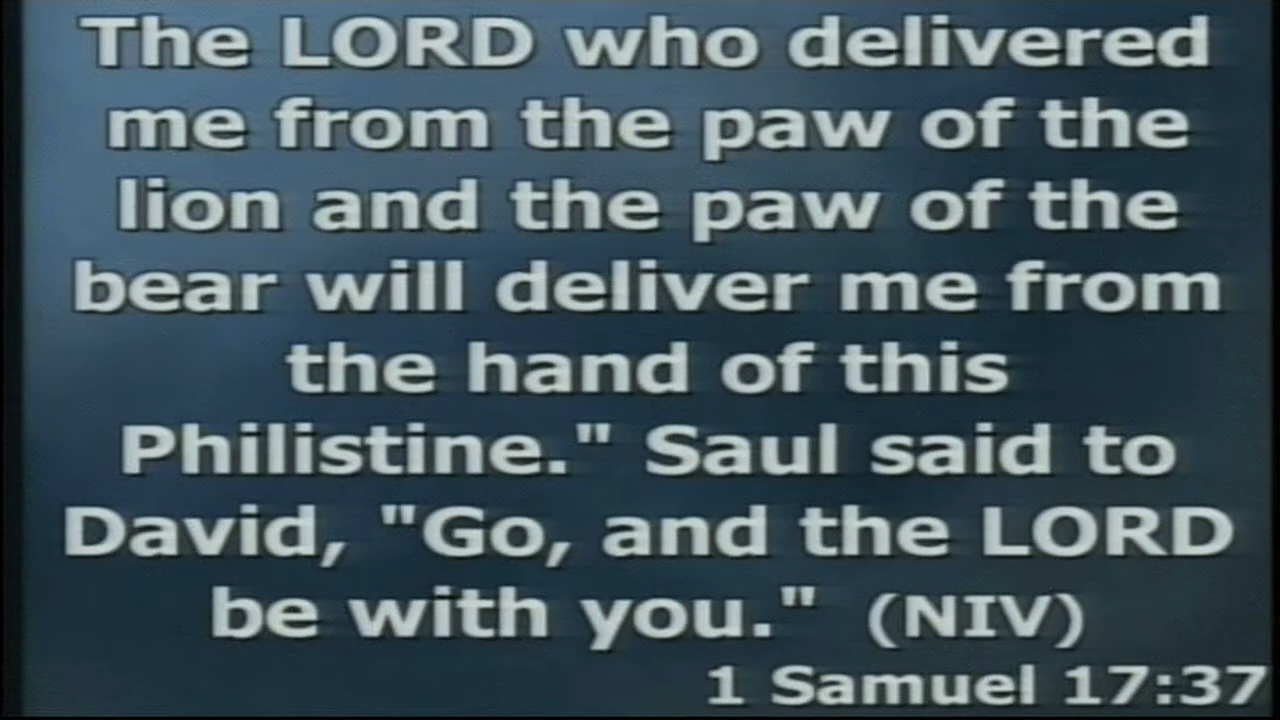 The LORD who delivered
me from the paw of the
lion and the paw of the
bear will deliver me from
the hand of this
Philistine." Saul said to
David, "Go, and the LORD
be with you." (NIV)
1 Samuel 17:37